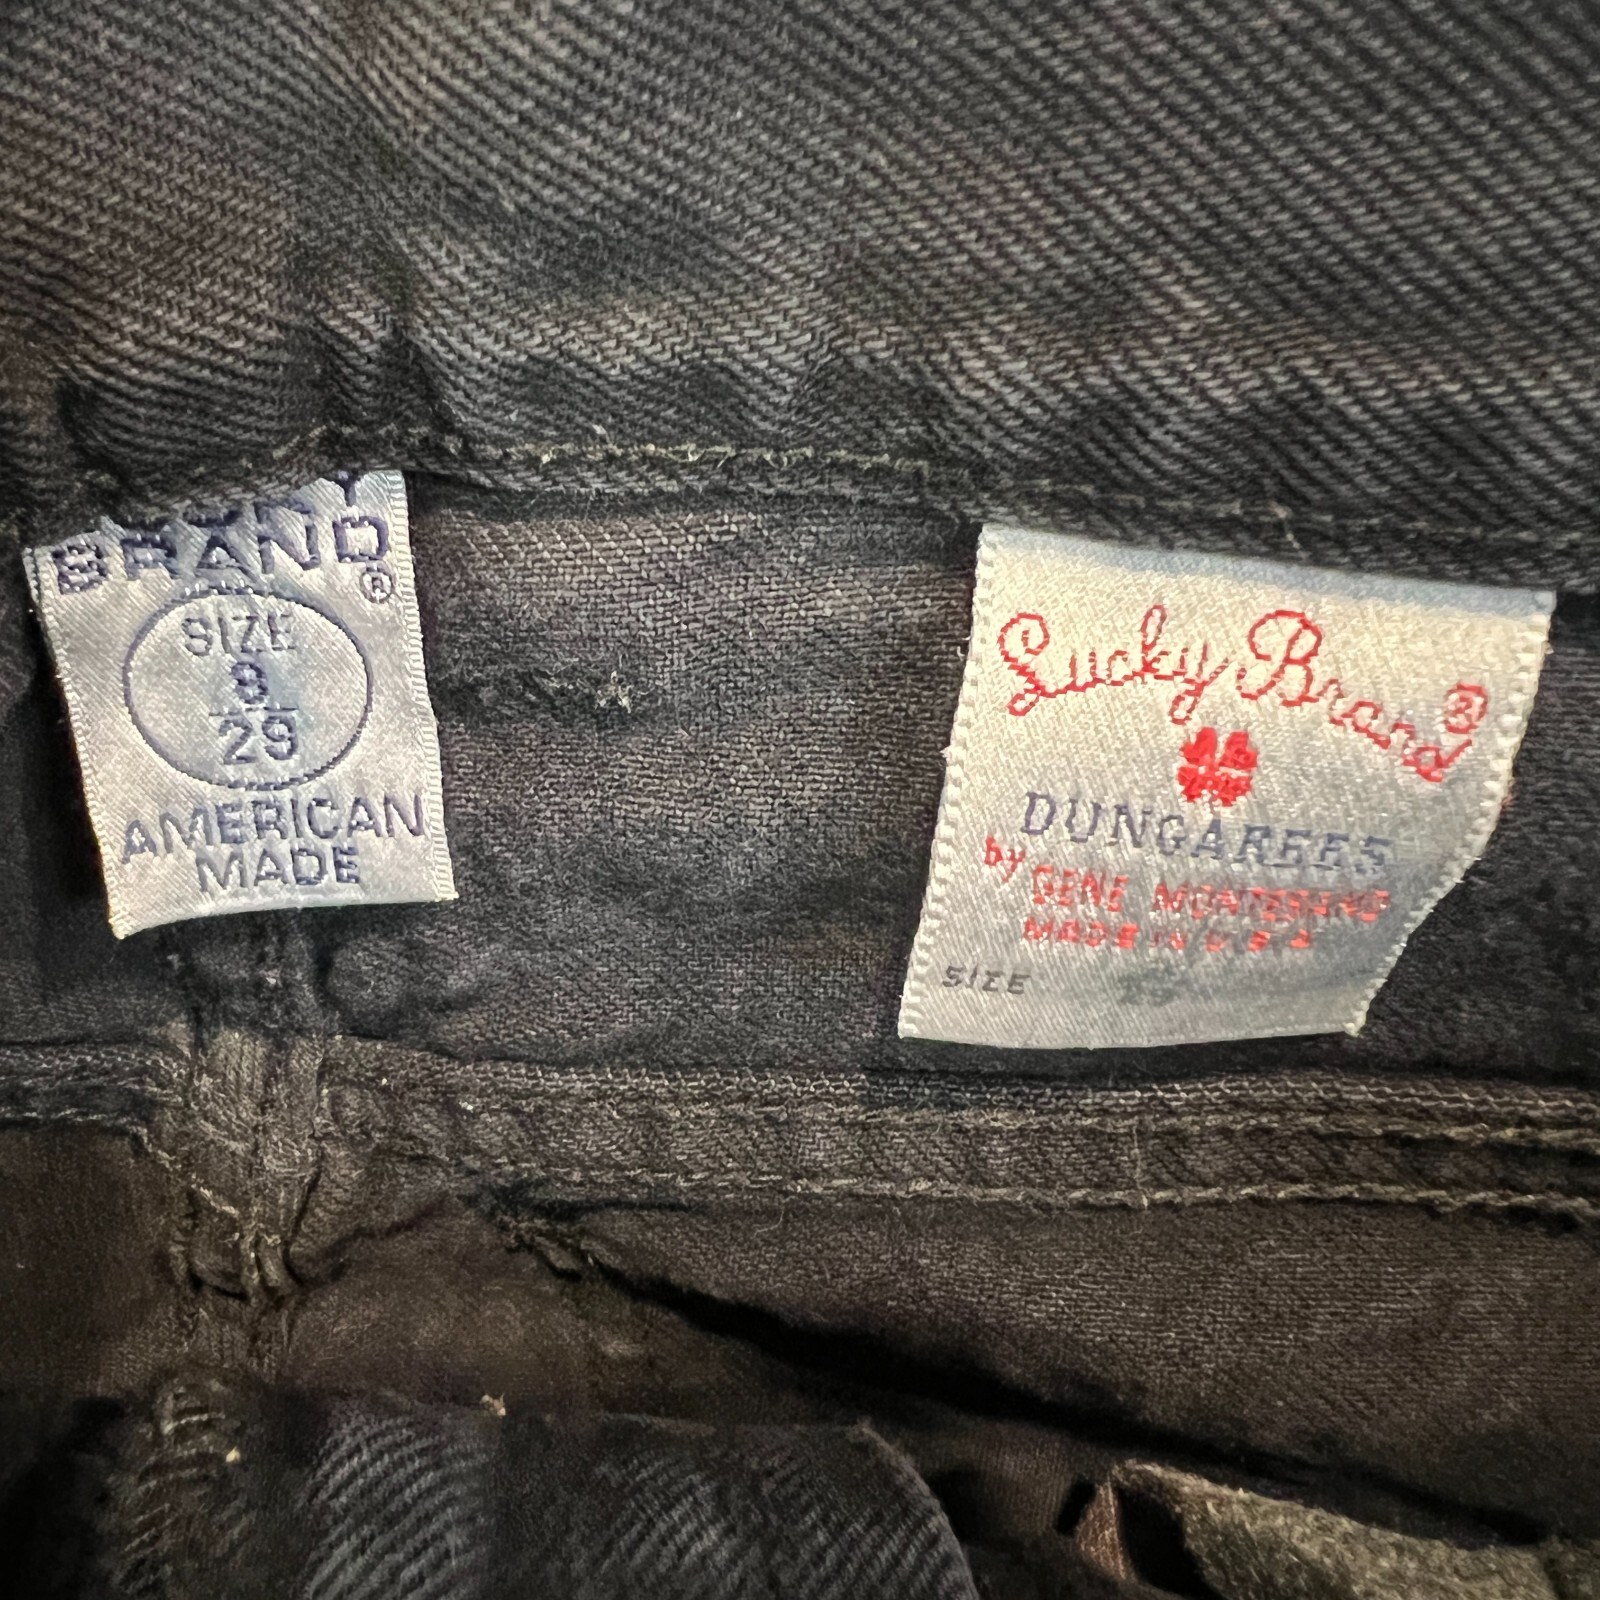 BRAND
®
SIZE
8
29
AMERICAN
MADE
Lucky Brand®
DUNGAREES
by GENE MONTESANO
MADE IN U.S.A
SIZE